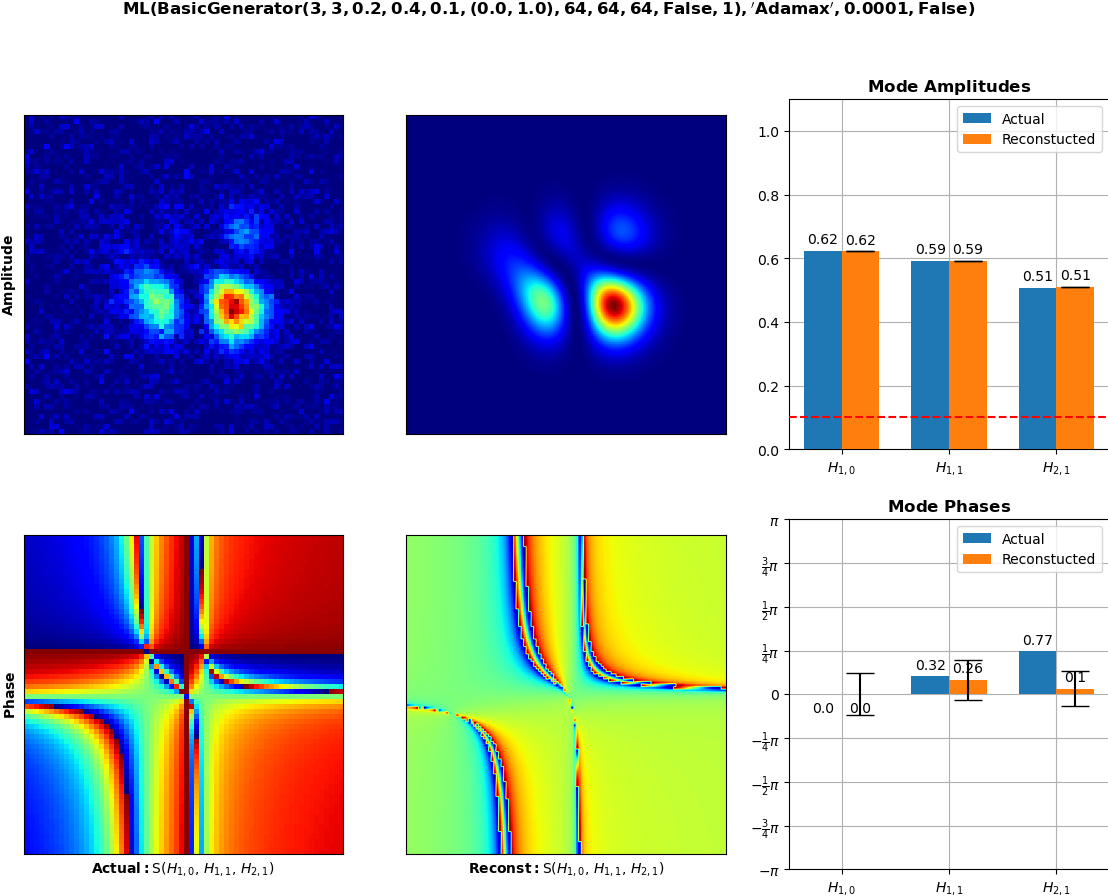 ML(BasicGenerator(3, 3, 0.2, 0.4, 0.1, (0.0, 1.0), 64, 64, 64, False, 1), 'Adamax', 0.0001, False)
Amplitude
Mode Amplitudes
Actual
Reconstucted
1.0
0.8
0.6
0.4
0.2
0.0
0.62 0.62
0.59 0.59
0.51 0.51
H1,0 H1,1 H2,1
Phase
Actual: S(H1,0, H1,1, H2,1)
Reconst: S(H1,0, H1,1, H2,1)
Mode Phases
Actual
Reconstucted
π
3/4π
1/2π
1/4π
0
−1/4π
−1/2π
−3/4π
−π
0.0 0.0
0.32 0.26
0.77 0.1
H1,0 H1,1 H2,1